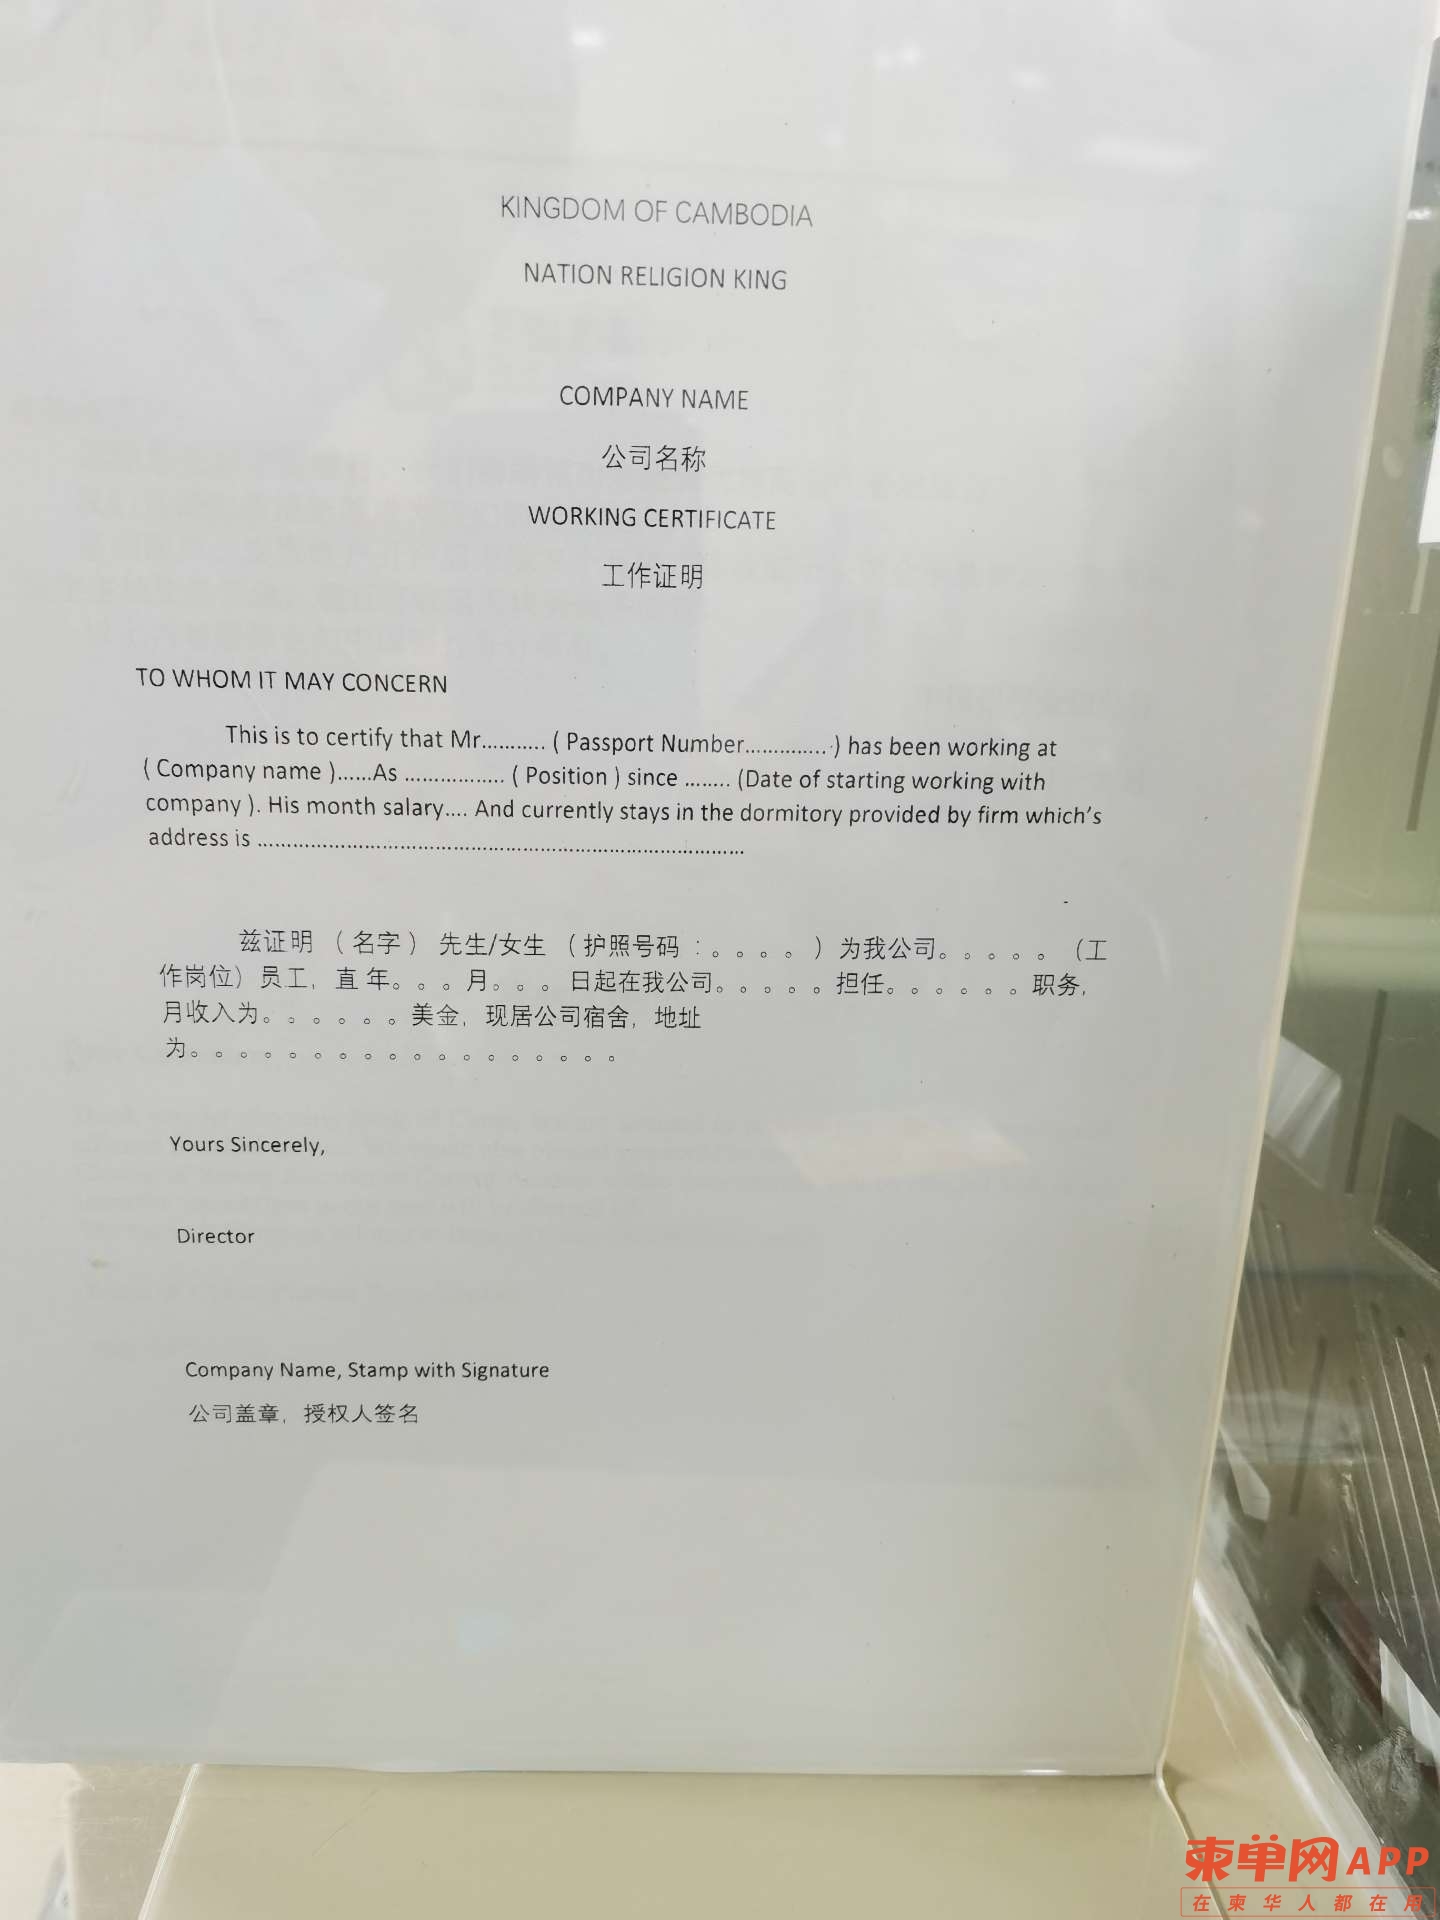 KINGDOM OF CAMBODIA
NATION RELIGION KING
COMPANY NAME
公司名称
WORKING CERTIFICATE
工作证明
TO WHOM IT MAY CONCERN
This is to certify that Mr........... ( Passport Number.............. ) has been working at
( Company name )......As ................. ( Position ) since ........ (Date of starting working with
company ). His month salary.... And currently stays in the dormitory provided by firm which's
address is ..................................................................................
兹证明 （ 名字 ） 先生/女生 （ 护照号码 ：。。。。 ）为我公司。。。。。 （工
作岗位）员工，直 年。。。月。。。 日起在我公司。。。。。担任。。。。。。职务，
月收入为。。。。。。美金，现居公司宿舍，地址
为。。。。。。。。。。。。。。。。。。
Yours Sincerely,
Director
Company Name, Stamp with Signature
公司盖章，授权人签名
柬单网APP
在柬华人都在用